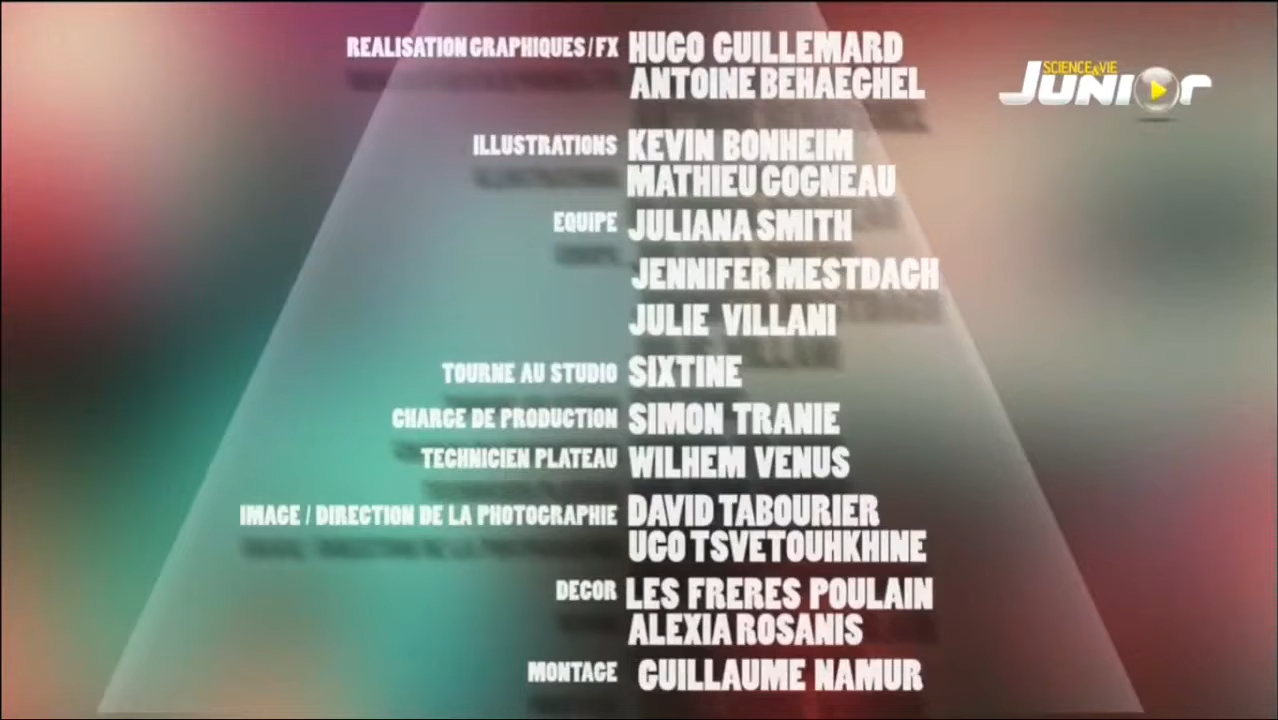 REALISATION GRAPHIQUES / FX HUGO GUILLEMARD
ANTOINE BEHAEGHEL
SCIENCE&VIE
JUNIOR
ILLUSTRATIONS KEVIN BONHEIM
MATHIEU GOGNEAU
EQUIPE JULIANA SMITH
JENNIFER MESTDAGH
JULIE VILLANI
TOURNE AU STUDIO SIXTINE
CHARGE DE PRODUCTION SIMON TRANIE
TECHNICIEN PLATEAU WILHEM VENUS
IMAGE / DIRECTION DE LA PHOTOGRAPHIE DAVID TABOURIER
UGO TSVETOUHKHINE
DECOR LES FRERES POULAIN
ALEXIA ROSANIS
MONTAGE GUILLAUME NAMUR